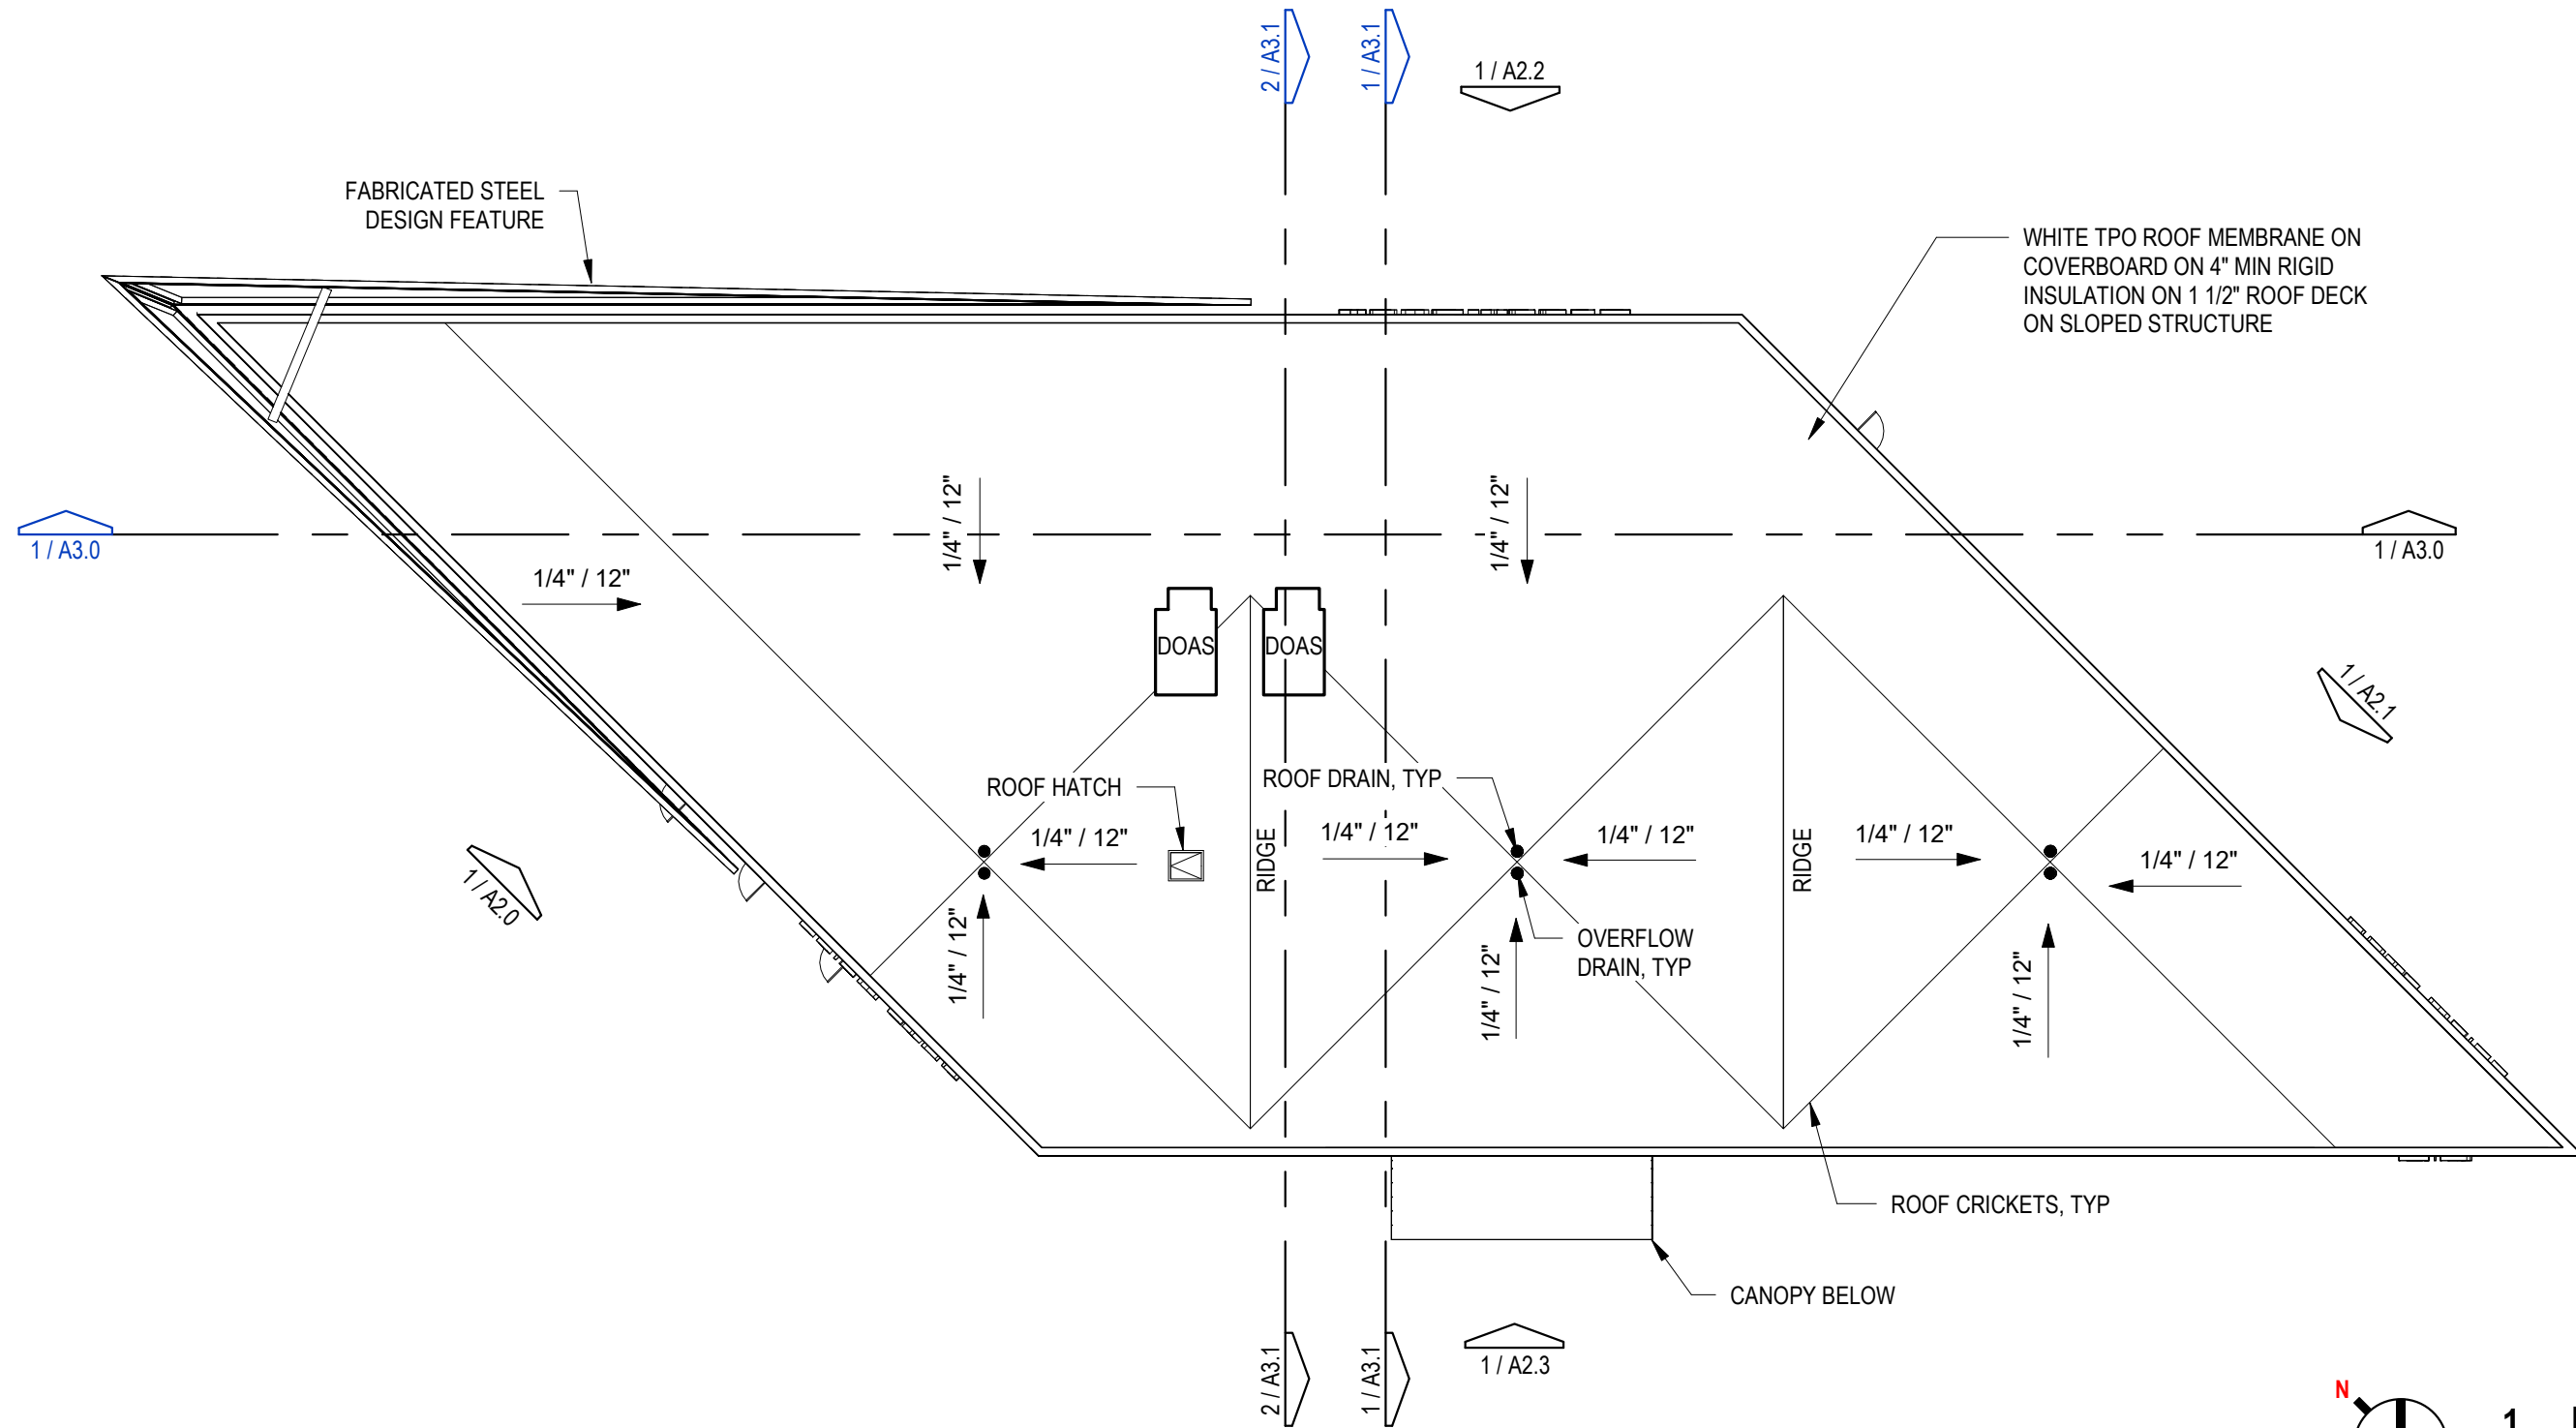 2 / A3.1
1 / A3.1
1 / A2.2
FABRICATED STEEL
DESIGN FEATURE
WHITE TPO ROOF MEMBRANE ON
COVERBOARD ON 4" MIN RIGID
INSULATION ON 1 1/2" ROOF DECK
ON SLOPED STRUCTURE
1/4" / 12"
1/4" / 12"
1 / A3.0
1 / A3.0
1/4" / 12"
DOAS
DOAS
1 / A2.1
ROOF HATCH
ROOF DRAIN, TYP
1/4" / 12"
RIDGE
1/4" / 12"
1/4" / 12"
RIDGE
1/4" / 12"
1/4" / 12"
1 / A2.0
1/4" / 12"
1/4" / 12"
OVERFLOW
DRAIN, TYP
1/4" / 12"
ROOF CRICKETS, TYP
CANOPY BELOW
2 / A3.1
1 / A3.1
1 / A2.3
N
1